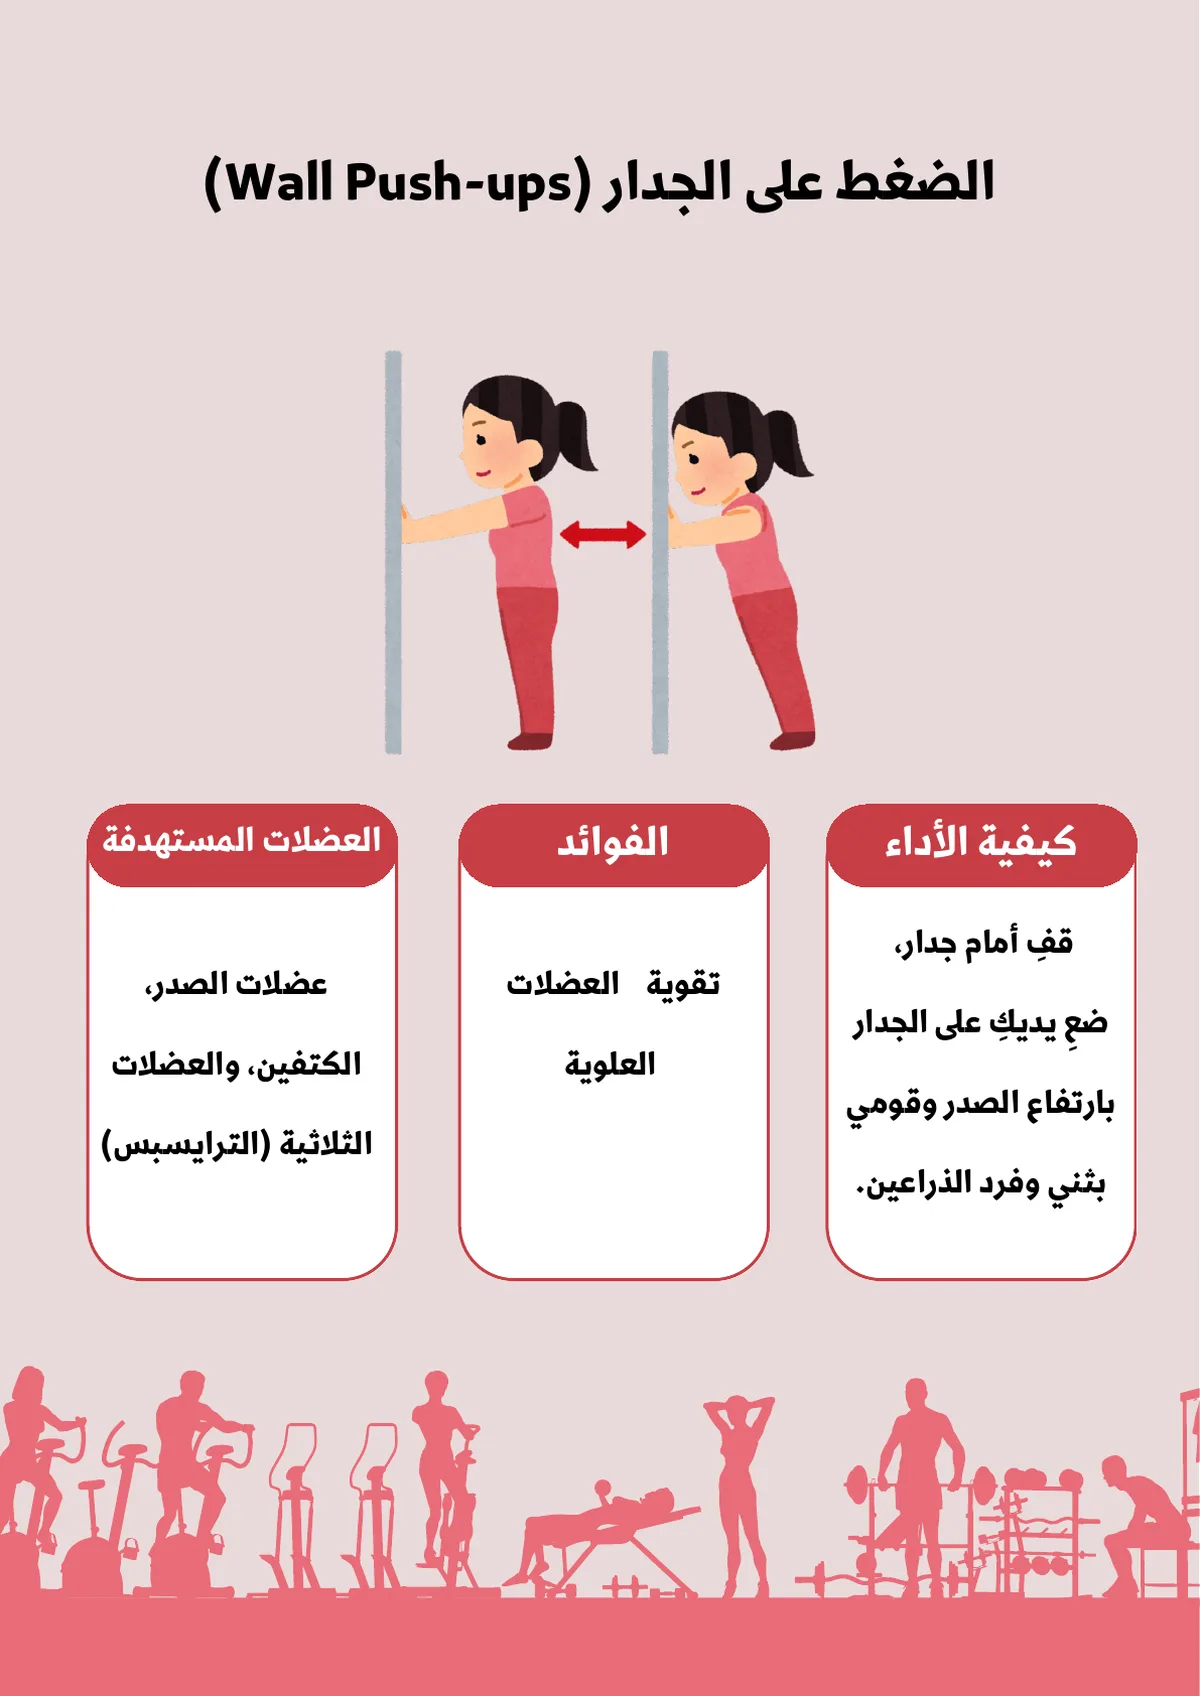 الضغط على الجدار (Wall Push-ups)
كيفية الأداء
قفِ أمام جدار،
ضعِ يديكِ على الجدار
بارتفاع الصدر وقومي
بثني وفرد الذراعين.
الفوائد
تقوية العضلات
العلوية
العضلات المستهدفة
عضلات الصدر،
الكتفين، والعضلات
الثلاثية (الترايسبس)